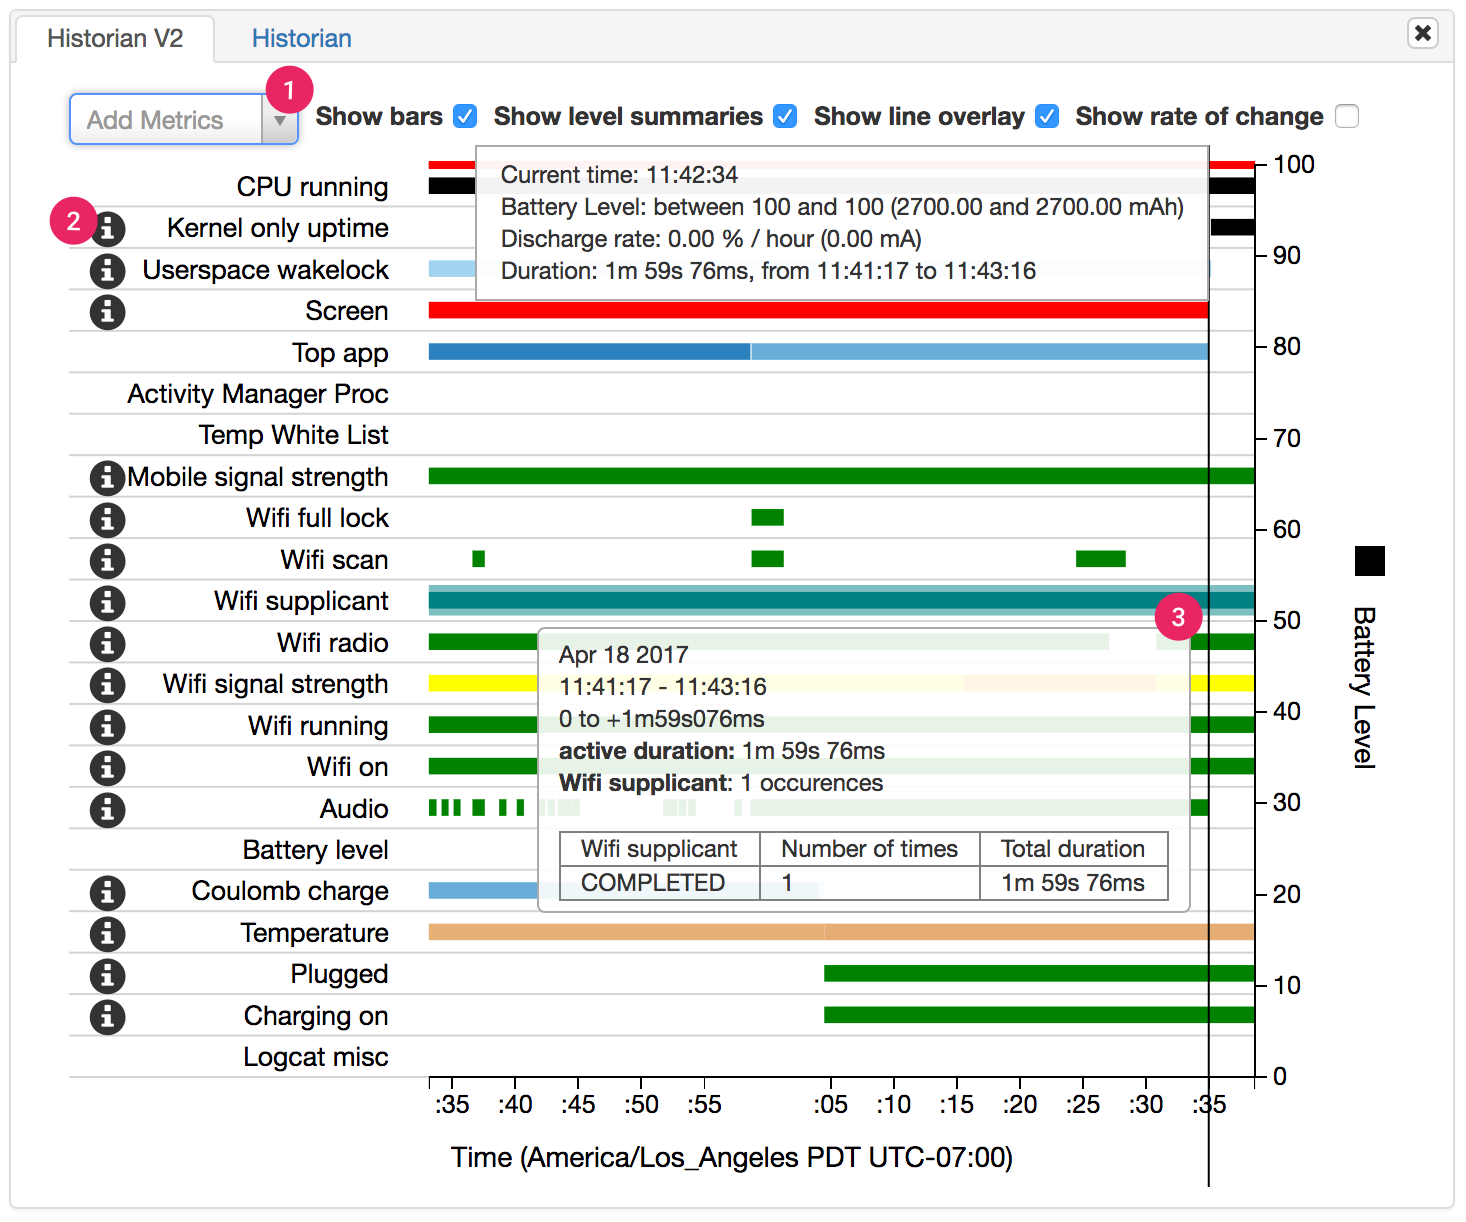 Historian V2
Historian
Add Metrics
1
Show bars
Show level summaries
Show line overlay
Show rate of change
Current time: 11:42:34
Battery Level: between 100 and 100 (2700.00 and 2700.00 mAh)
Discharge rate: 0.00 % / hour (0.00 mA)
Duration: 1m 59s 76ms, from 11:41:17 to 11:43:16
CPU running
2
Kernel only uptime
Userspace wakelock
Screen
Top app
Activity Manager Proc
Temp White List
Mobile signal strength
Wifi full lock
Wifi scan
Wifi supplicant
Wifi radio
Wifi signal strength
Wifi running
Wifi on
Audio
Battery level
Coulomb charge
Temperature
Plugged
Charging on
Logcat misc
3
Apr 18 2017
11:41:17 - 11:43:16
0 to +1m59s076ms
active duration: 1m 59s 76ms
Wifi supplicant: 1 occurences
Wifi supplicant Number of times Total duration
COMPLETED 1 1m 59s 76ms
100
90
80
70
60
50
40
30
20
10
0
Battery Level
:35 :40 :45 :50 :55 :05 :10 :15 :20 :25 :30 :35
Time (America/Los_Angeles PDT UTC-07:00)